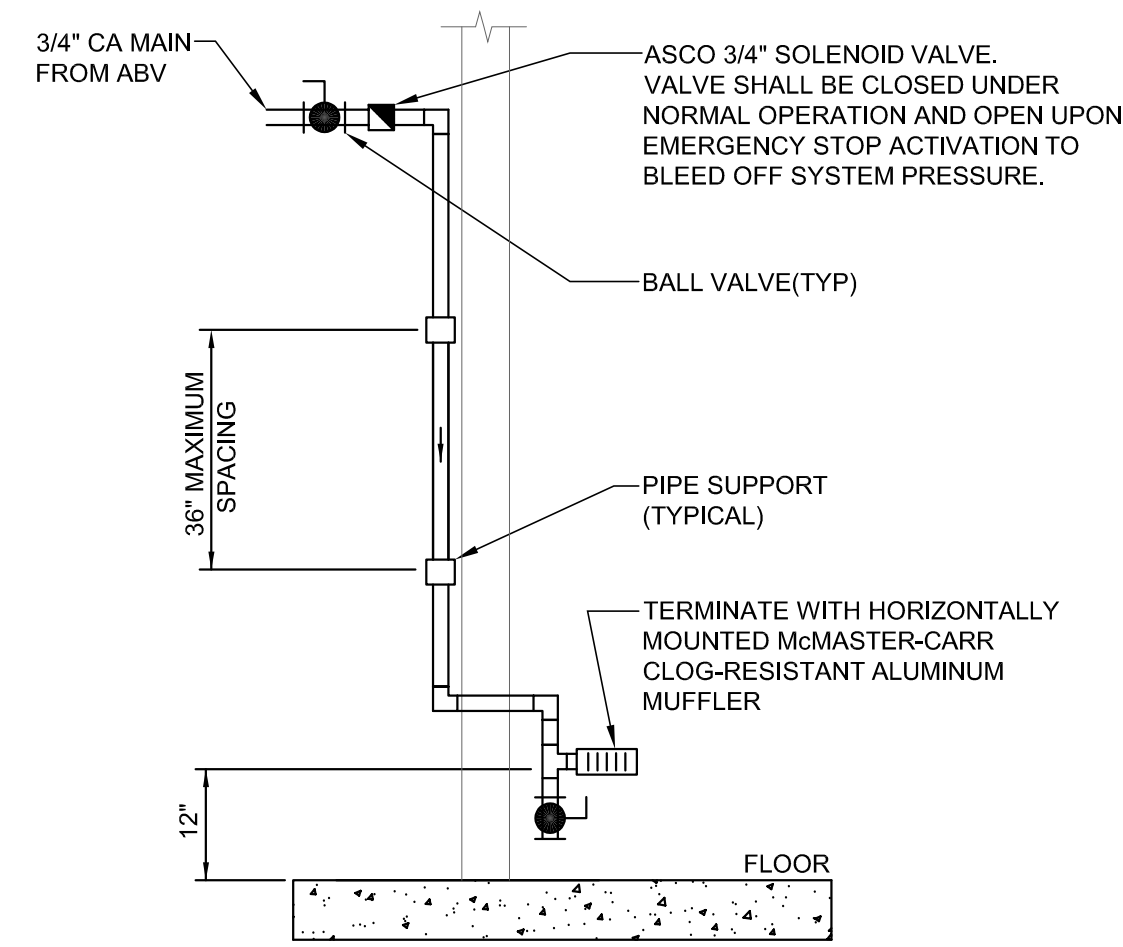 3/4" CA MAIN
FROM ABV
ASCO 3/4" SOLENOID VALVE.
VALVE SHALL BE CLOSED UNDER
NORMAL OPERATION AND OPEN UPON
EMERGENCY STOP ACTIVATION TO
BLEED OFF SYSTEM PRESSURE.
BALL VALVE(TYP)
36" MAXIMUM
SPACING
PIPE SUPPORT
(TYPICAL)
TERMINATE WITH HORIZONTALLY
MOUNTED McMASTER-CARR
CLOG-RESISTANT ALUMINUM
MUFFLER
12"
FLOOR